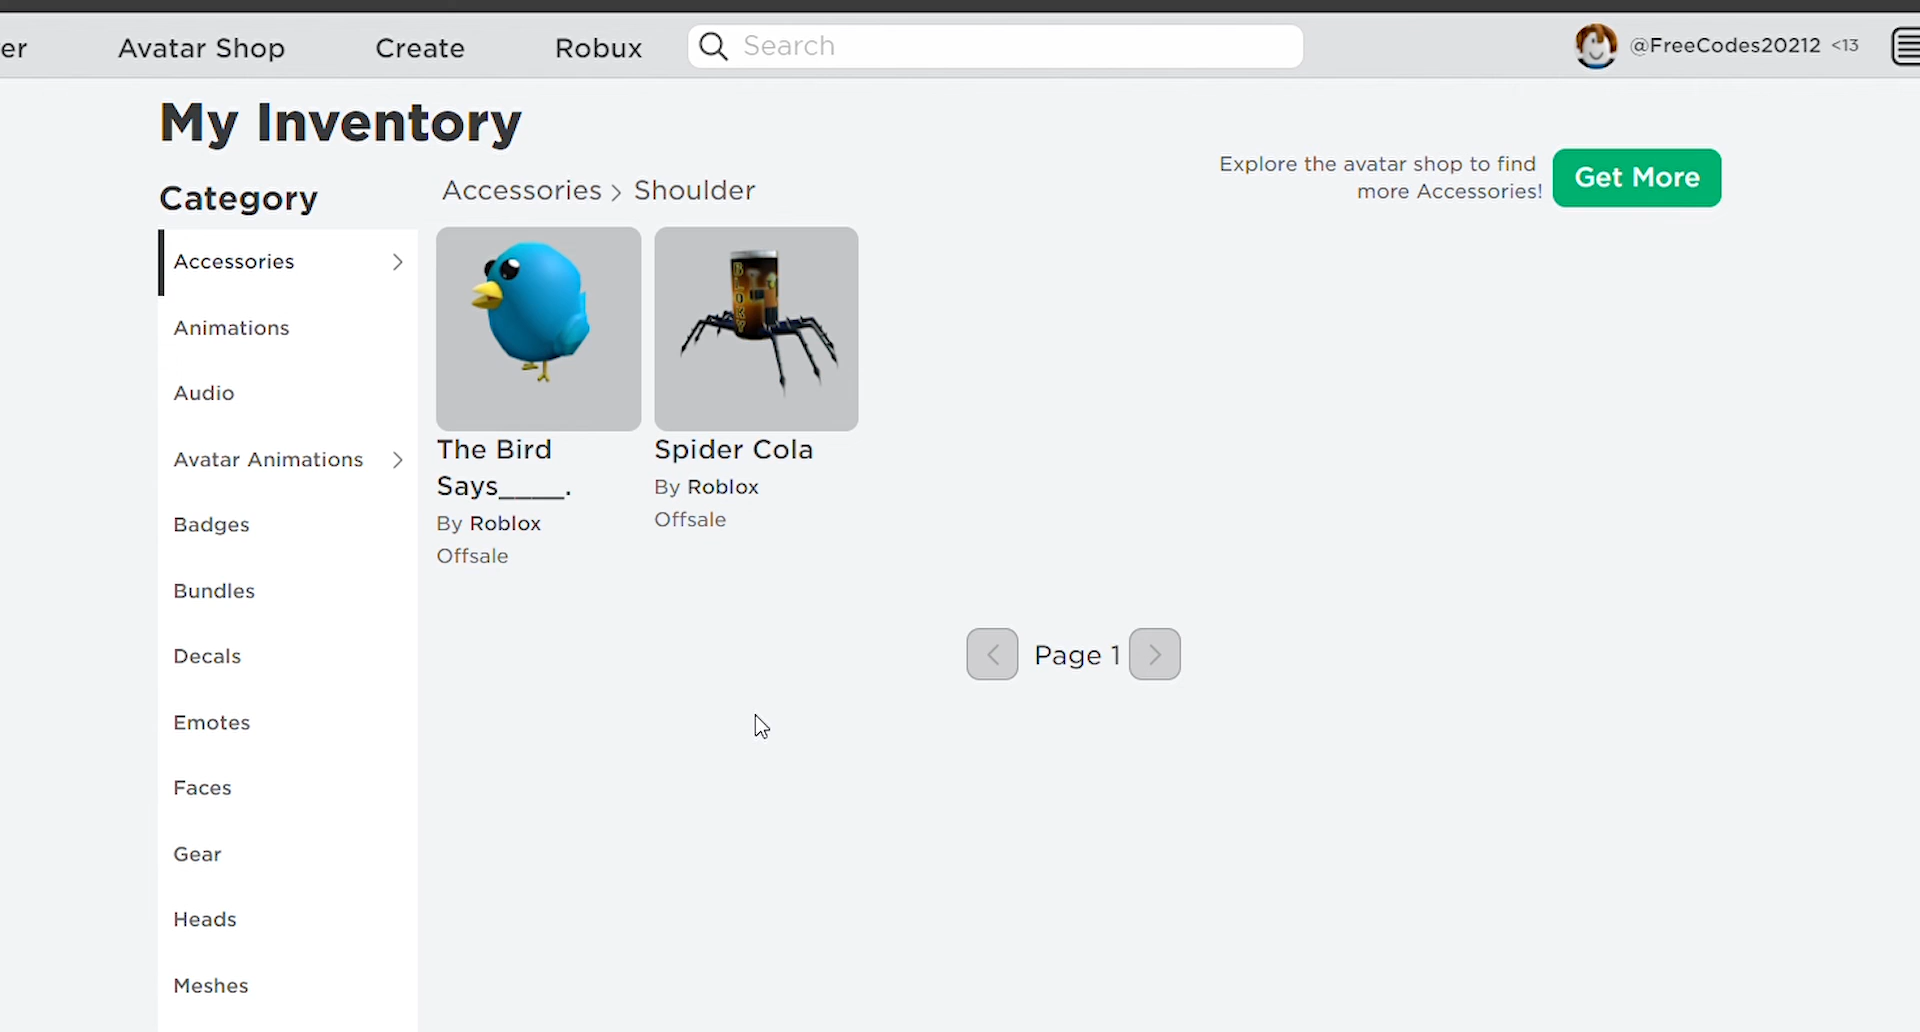 er Avatar Shop Create Robux Search @FreeCodes20212 <13
My Inventory
Explore the avatar shop to find
more Accessories!
Get More
Category
Accessories > Shoulder
Accessories
Animations
Audio
Avatar Animations
Badges
Bundles
Decals
Emotes
Faces
Gear
Heads
Meshes
The Bird
Says____.
By Roblox
Offsale
Spider Cola
By Roblox
Offsale
Page 1